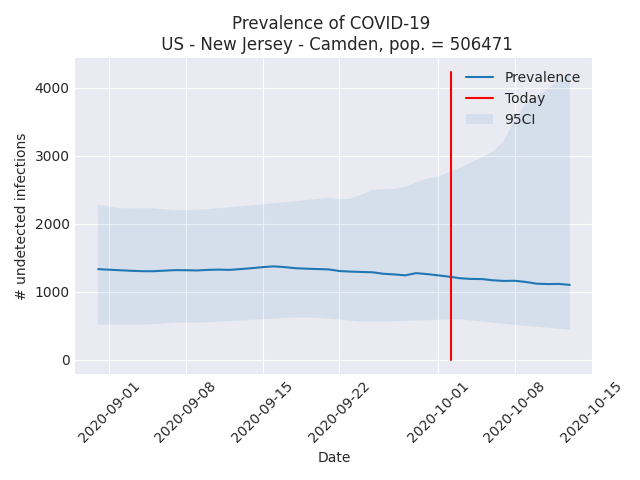 Prevalence of COVID-19
US - New Jersey - Camden, pop. = 506471
Prevalence
Today
95CI
4000
3000
2000
1000
0
# undetected infections
2020-09-01
2020-09-08
2020-09-15
2020-09-22
2020-10-01
2020-10-08
2020-10-15
Date